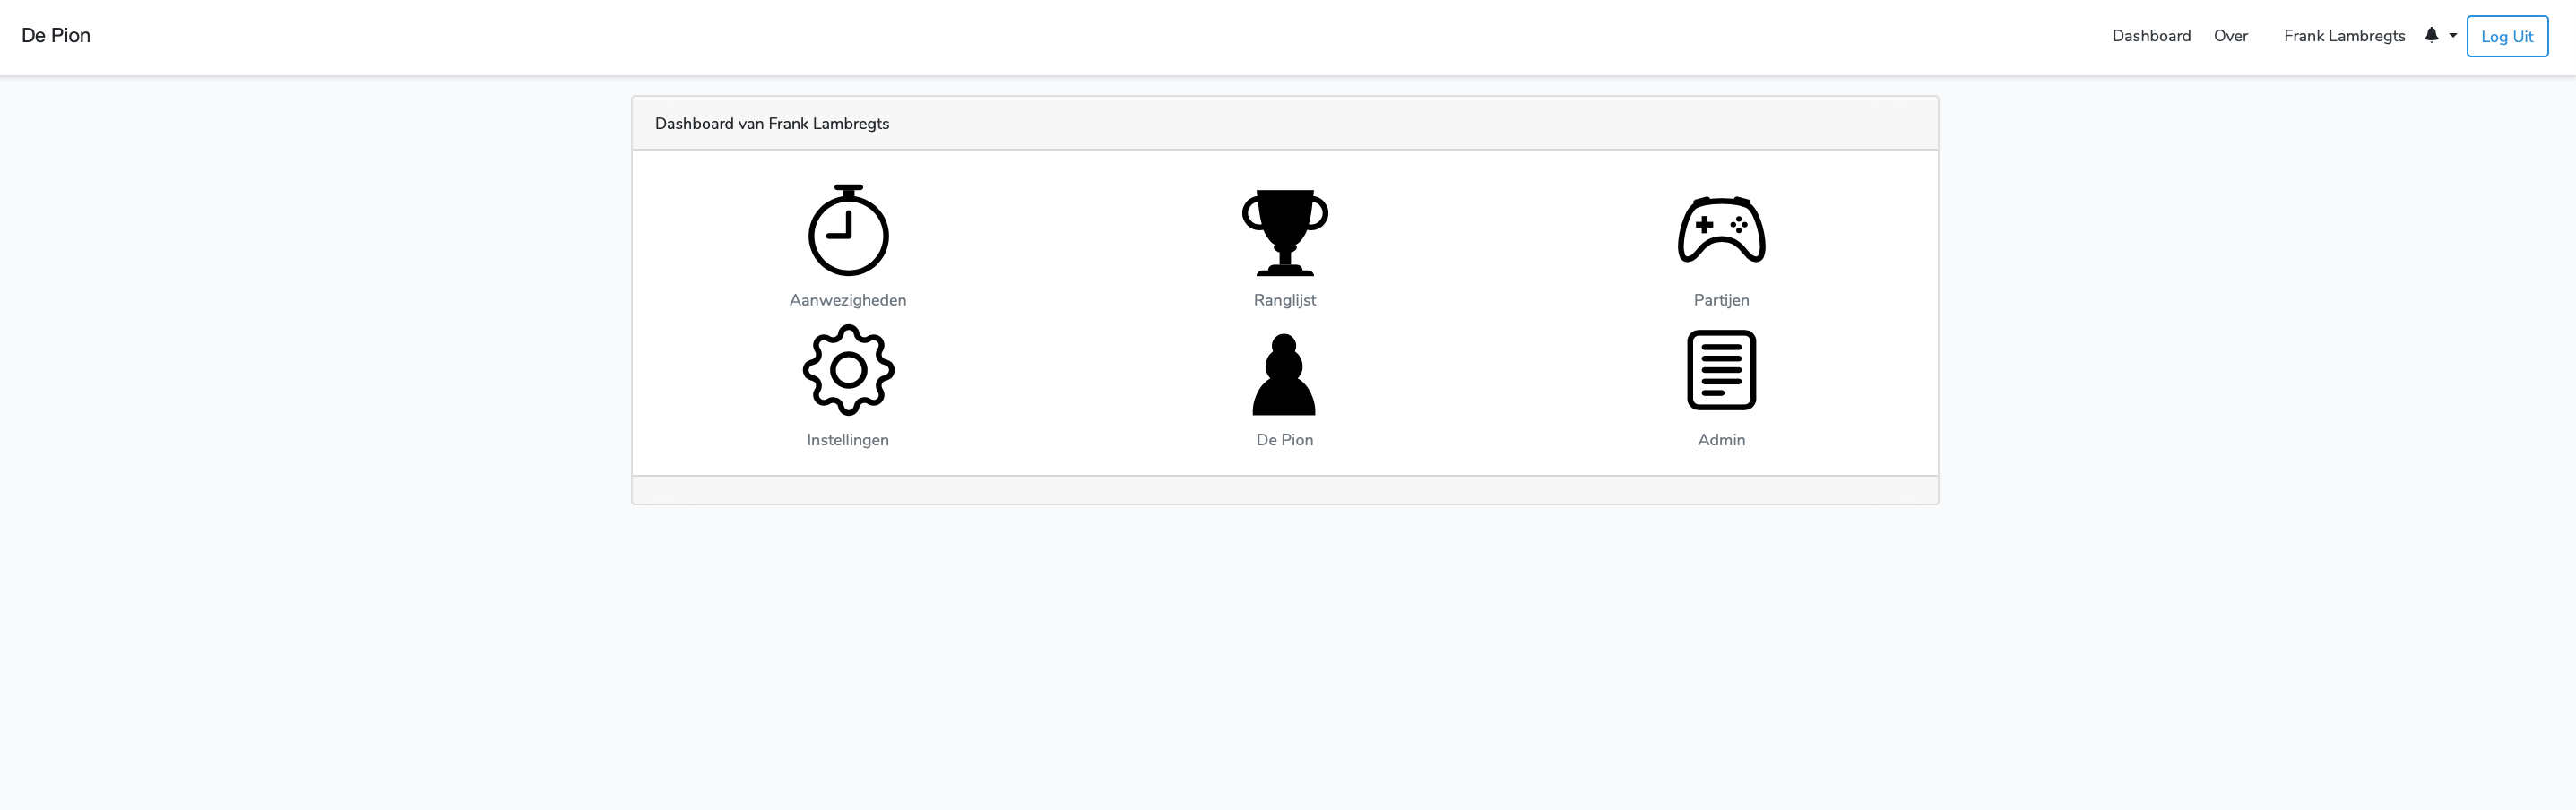 De Pion
Dashboard Over Frank Lambregts Log Uit
Dashboard van Frank Lambregts
Aanwezigheden Ranglijst Partijen
Instellingen De Pion Admin